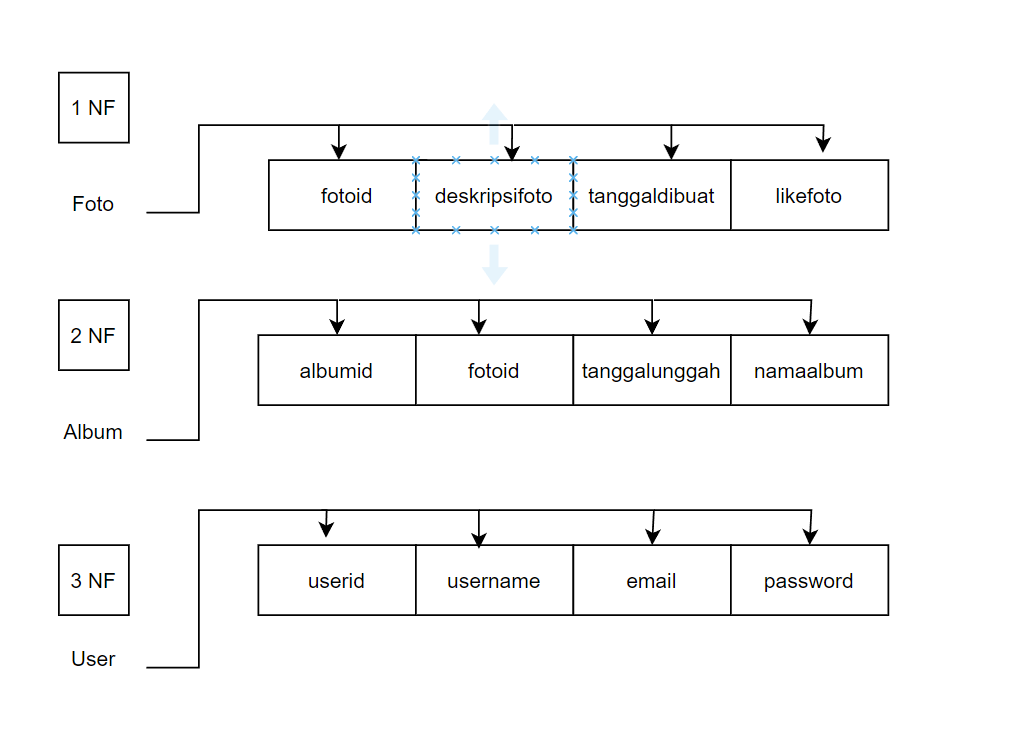 1 NF
Foto
fotoid deskripsifoto tanggaldibuat likefoto
2 NF
Album
albumid fotoid tanggalunggah namaalbum
3 NF
User
userid username email password